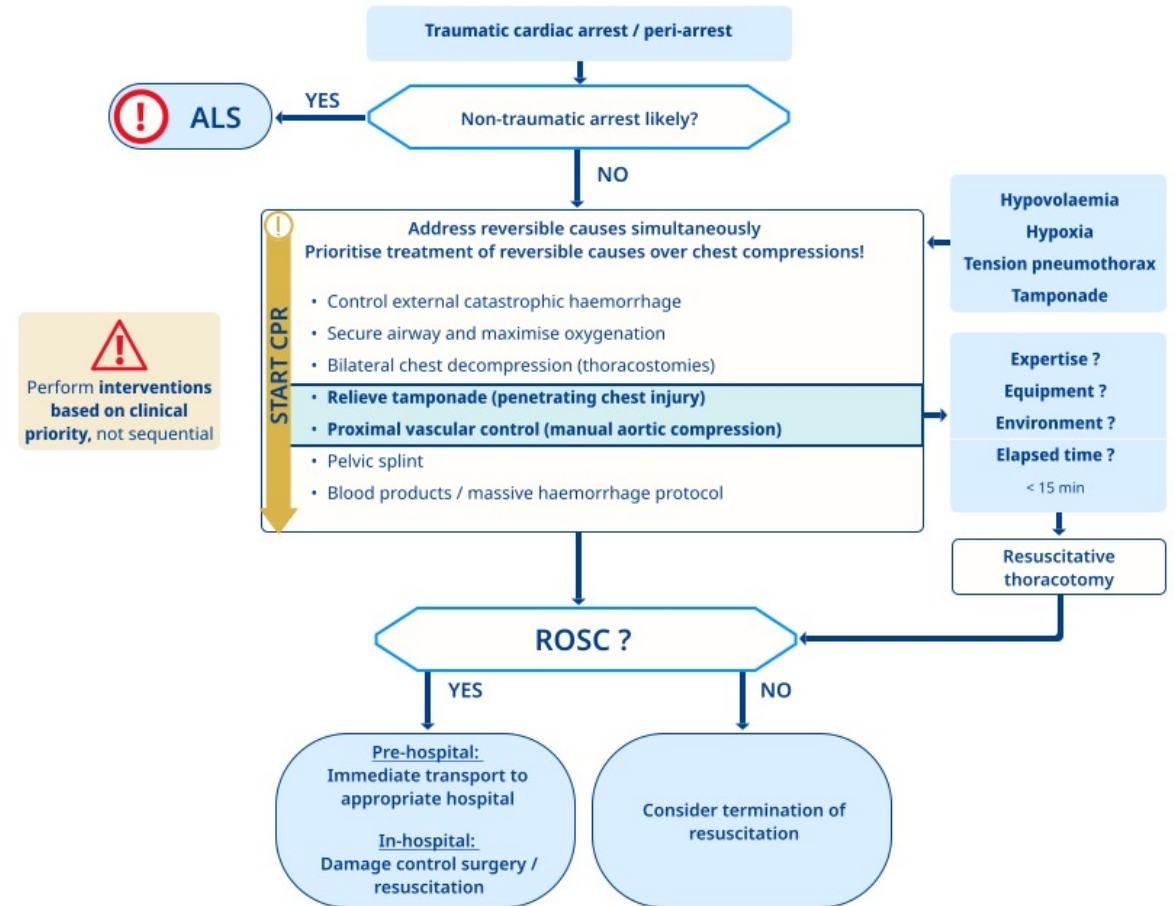 Traumatic cardiac arrest / peri-arrest
Non-traumatic arrest likely?
YES
! ALS
NO
! Address reversible causes simultaneously
Prioritise treatment of reversible causes over chest compressions!
START CPR
• Control external catastrophic haemorrhage
• Secure airway and maximise oxygenation
• Bilateral chest decompression (thoracostomies)
• Relieve tamponade (penetrating chest injury)
• Proximal vascular control (manual aortic compression)
• Pelvic splint
• Blood products / massive haemorrhage protocol
Hypovolaemia
Hypoxia
Tension pneumothorax
Tamponade
!
Perform interventions
based on clinical
priority, not sequential
Expertise ?
Equipment ?
Environment ?
Elapsed time ?
< 15 min
Resuscitative
thoracotomy
ROSC ?
YES
NO
Pre-hospital:
Immediate transport to
appropriate hospital
In-hospital:
Damage control surgery /
resuscitation
Consider termination of
resuscitation